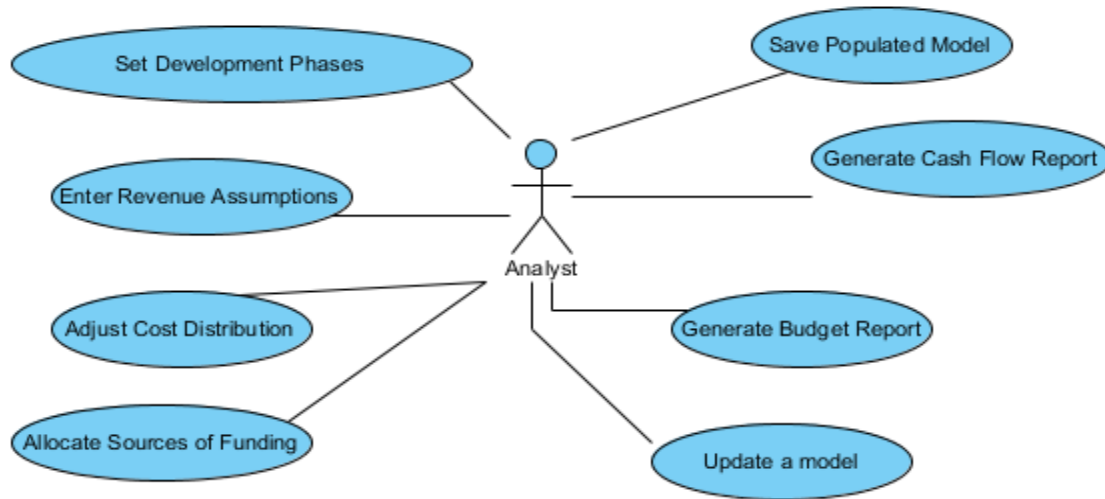 Set Development Phases
Save Populated Model
Enter Revenue Assumptions
Generate Cash Flow Report
Analyst
Adjust Cost Distribution
Generate Budget Report
Allocate Sources of Funding
Update a model